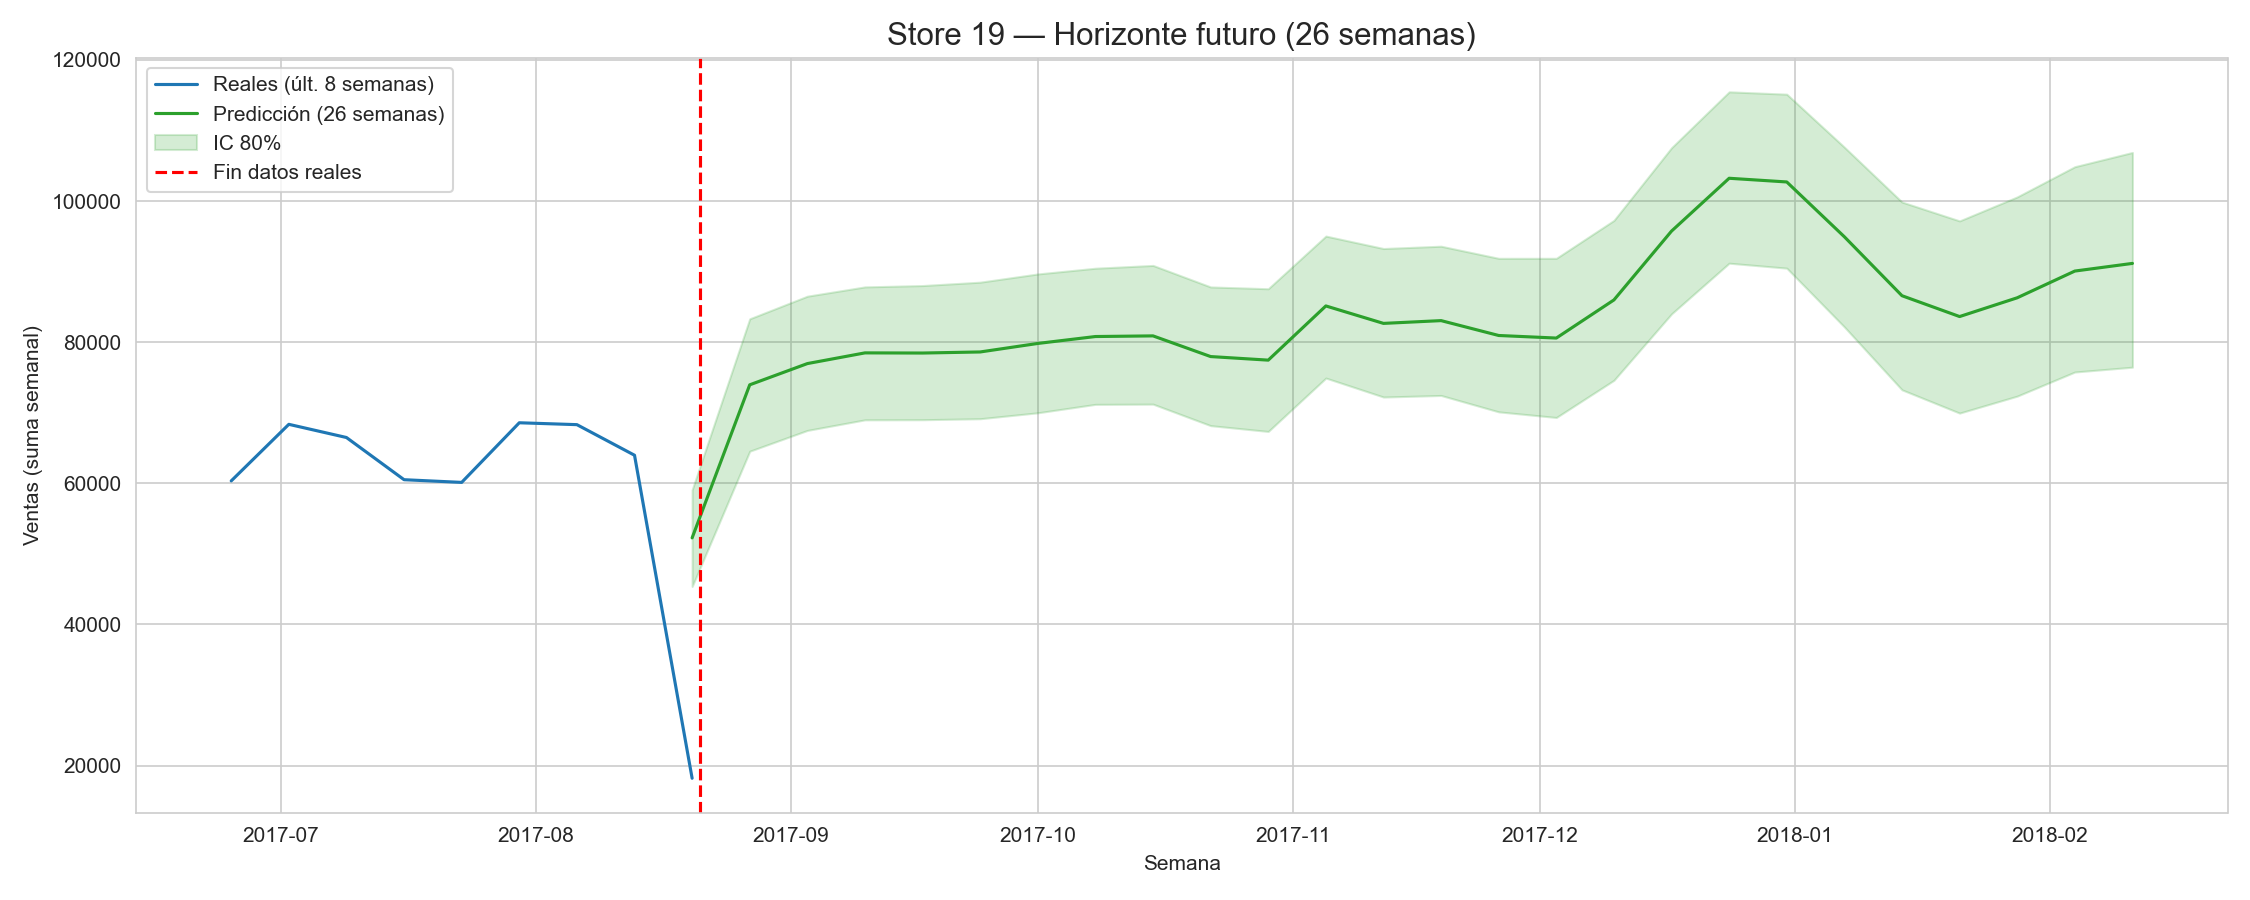 Store 19 — Horizonte futuro (26 semanas)
Reales (últ. 8 semanas)
Predicción (26 semanas)
IC 80%
Fin datos reales
Ventas (suma semanal)
120000
100000
80000
60000
40000
20000
2017-07 2017-08 2017-09 2017-10 2017-11 2017-12 2018-01 2018-02
Semana